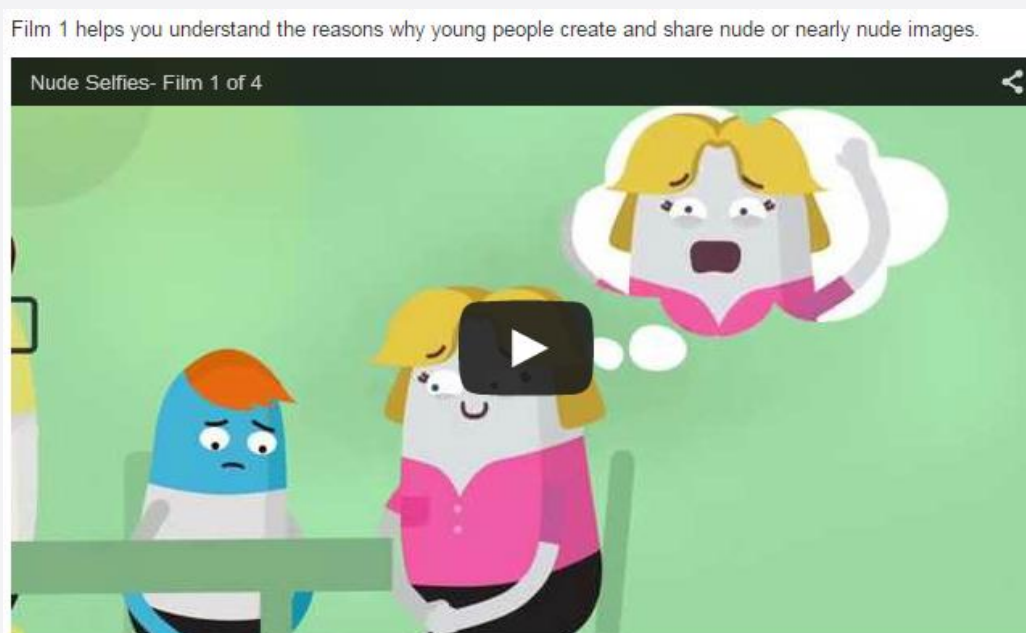 Film 1 helps you understand the reasons why young people create and share nude or nearly nude images.
Nude Selfies- Film 1 of 4